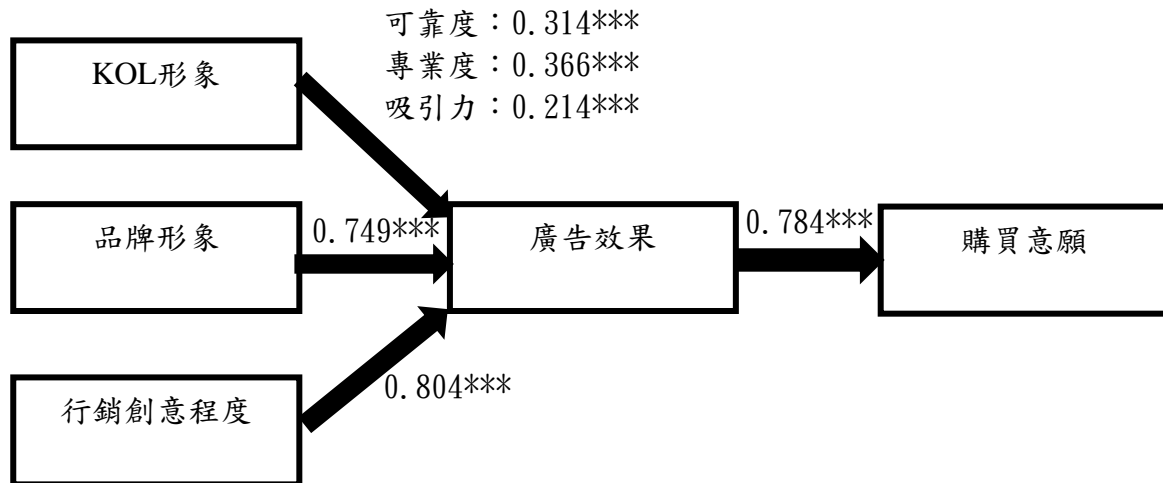 可靠度：0.314***
專業度：0.366***
吸引力：0.214***
KOL形象
品牌形象
0.749***
廣告效果
0.784***
購買意願
行銷創意程度
0.804***